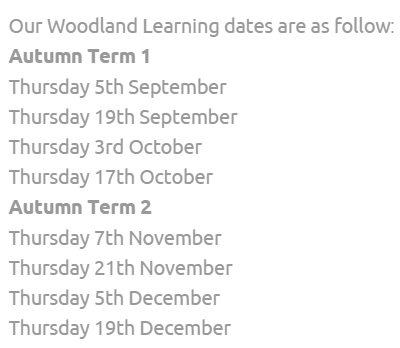 Our Woodland Learning dates are as follow:
Autumn Term 1
Thursday 5th September
Thursday 19th September
Thursday 3rd October
Thursday 17th October
Autumn Term 2
Thursday 7th November
Thursday 21th November
Thursday 5th December
Thursday 19th December